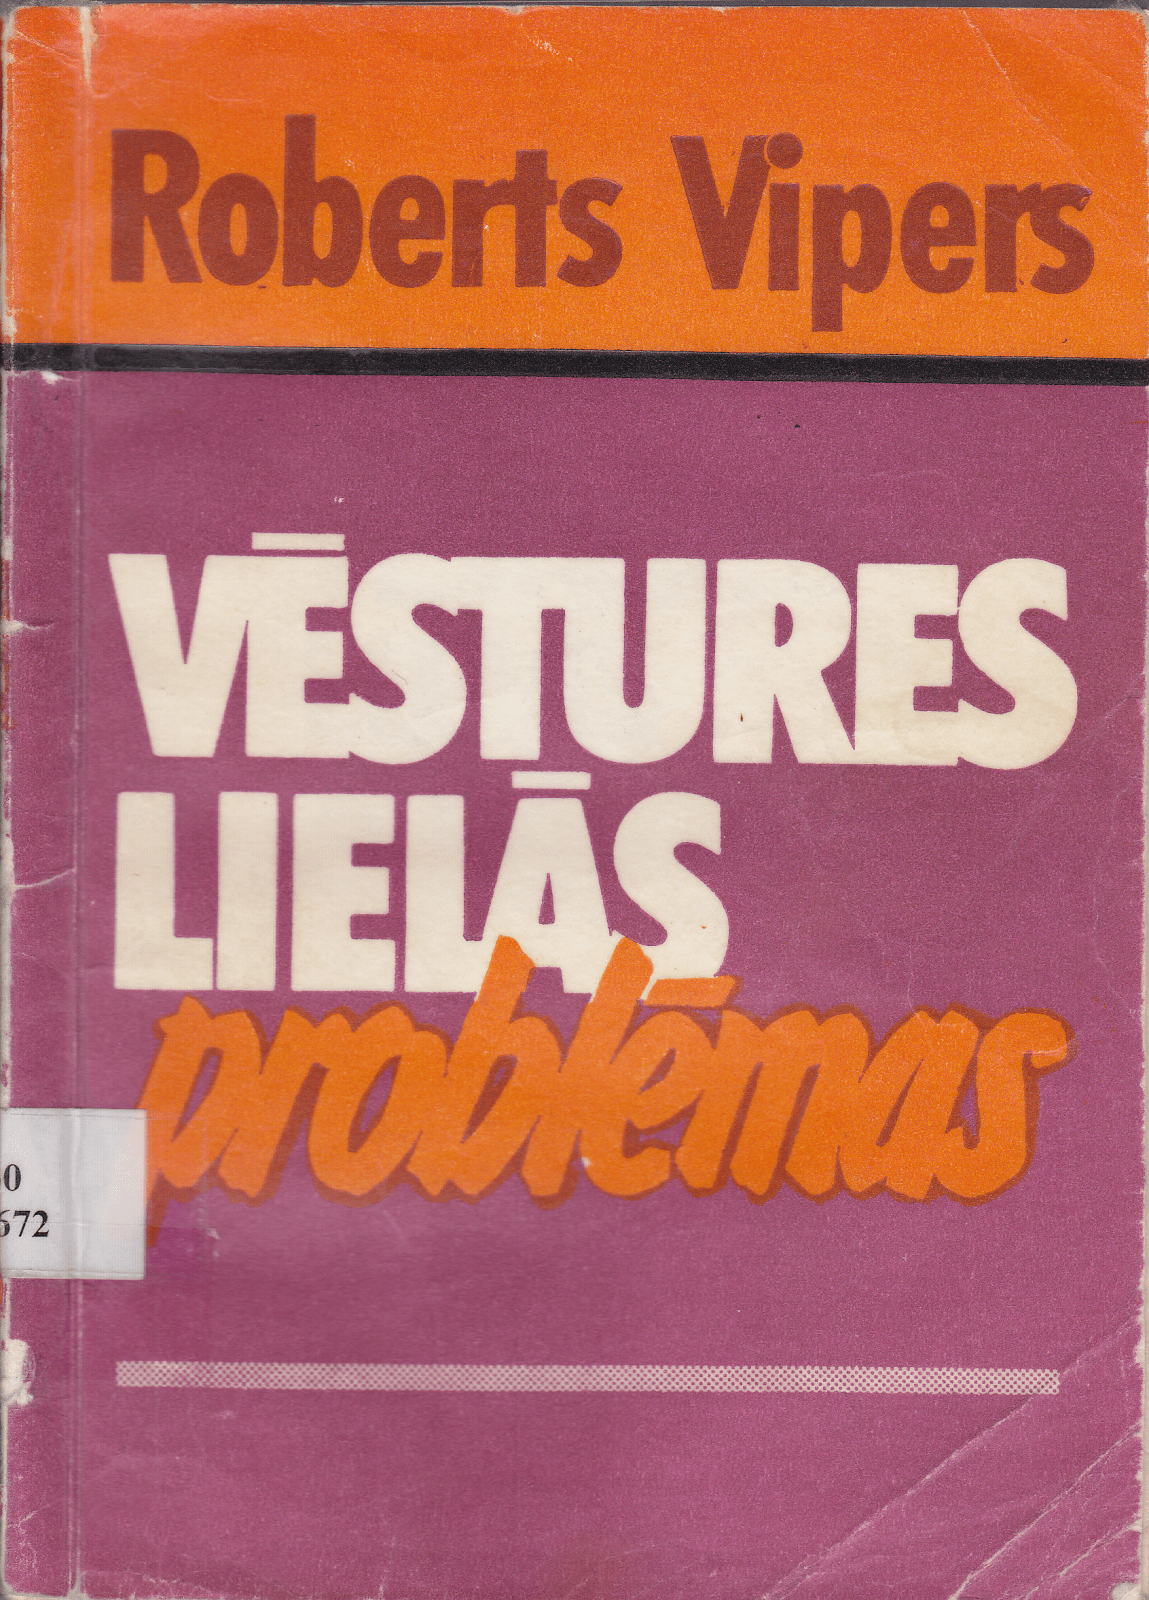 Roberts Vipers
VĒSTURES
LIELĀS
problēmas
0
672